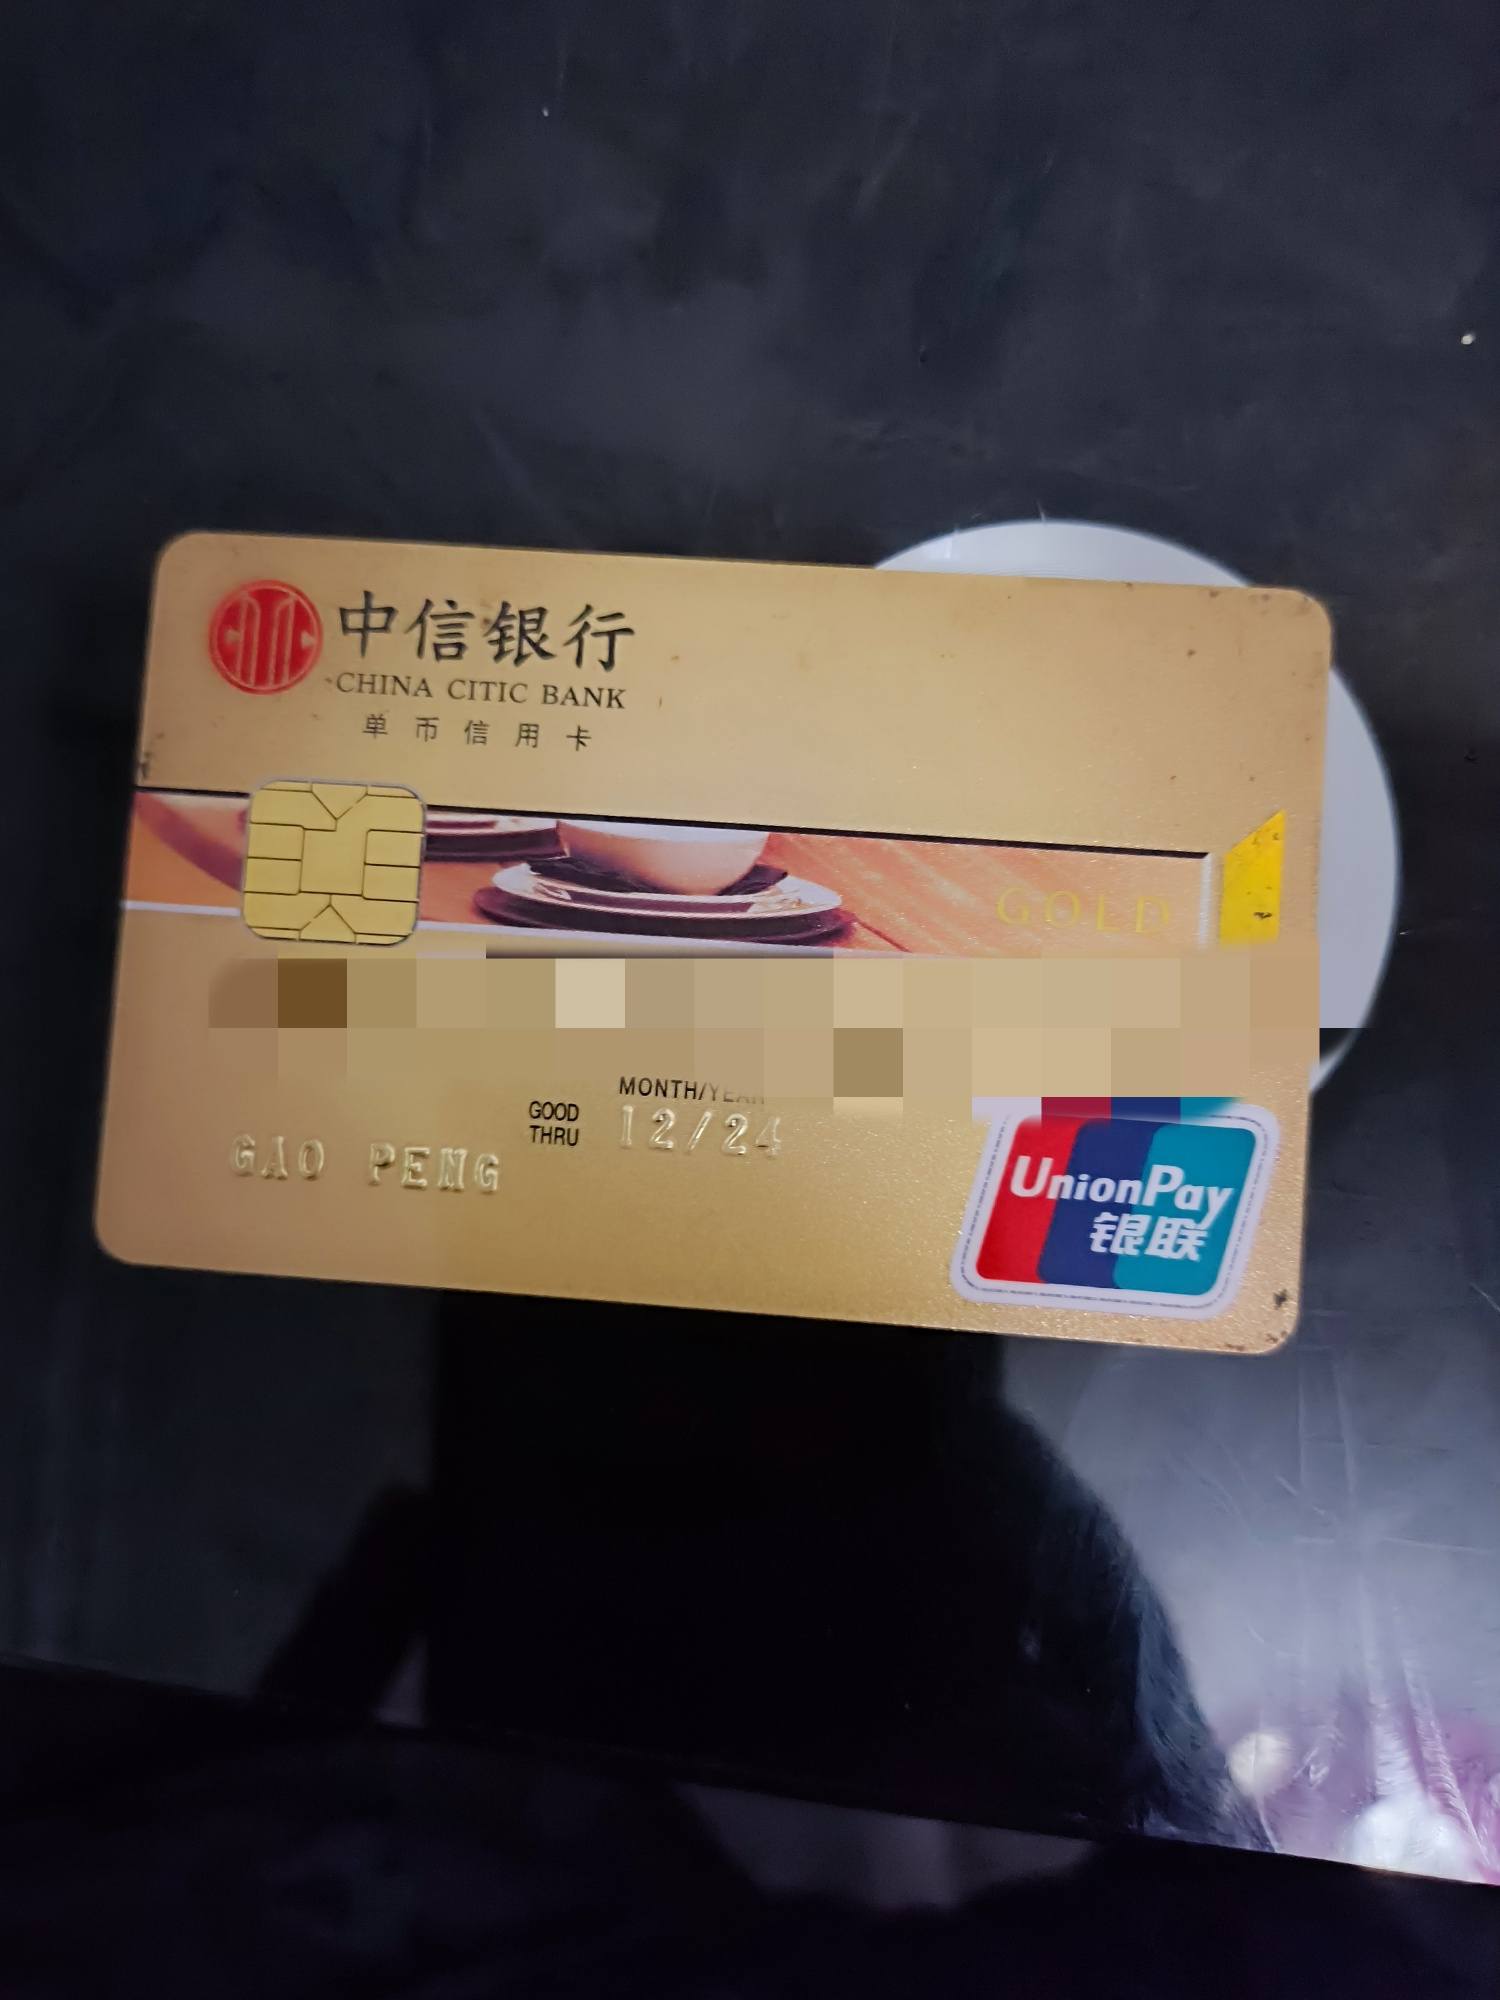 中信银行
CHINA CITIC BANK
单币信用卡
GOLD
MONTH/YEAR
GOOD THRU 12/24
GAO PENG
UnionPay
银联